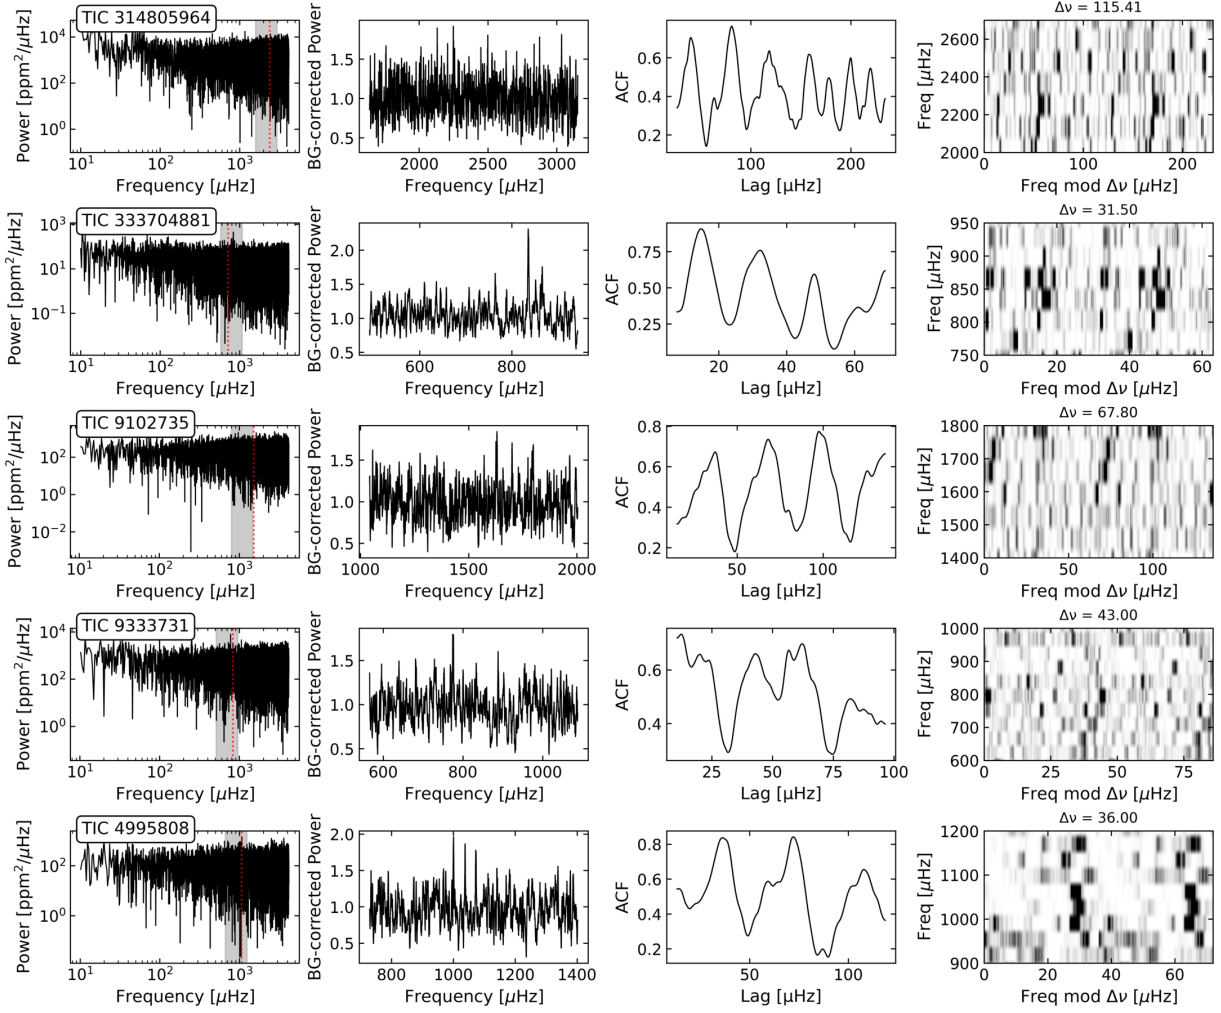 TIC 314805964
Power [ppm²/μHz]
10⁴
10²
10⁰
10¹
10²
10³
Frequency [μHz]
BG-corrected Power
1.5
1.0
0.5
2000
2500
3000
Frequency [μHz]
ACF
0.6
0.4
0.2
100
200
Lag [μHz]
Δν = 115.41
Freq [μHz]
2600
2400
2200
2000
0
100
200
Freq mod Δν [μHz]
TIC 333704881
Power [ppm²/μHz]
10³
10¹
10⁻¹
10¹
10²
10³
Frequency [μHz]
BG-corrected Power
2.0
1.5
1.0
0.5
600
800
Frequency [μHz]
ACF
0.75
0.50
0.25
20
40
60
Lag [μHz]
Δν = 31.50
Freq [μHz]
950
900
850
800
750
0
20
40
60
Freq mod Δν [μHz]
TIC 9102735
Power [ppm²/μHz]
10²
10⁰
10⁻²
10¹
10²
10³
Frequency [μHz]
BG-corrected Power
1.5
1.0
0.5
1000
1500
2000
Frequency [μHz]
ACF
0.8
0.6
0.4
0.2
50
100
Lag [μHz]
Δν = 67.80
Freq [μHz]
1800
1700
1600
1500
1400
0
50
100
Freq mod Δν [μHz]
TIC 9333731
Power [ppm²/μHz]
10⁴
10²
10⁰
10¹
10²
10³
Frequency [μHz]
BG-corrected Power
1.5
1.0
0.5
600
800
1000
Frequency [μHz]
ACF
0.6
0.4
25
50
75
100
Lag [μHz]
Δν = 43.00
Freq [μHz]
1000
900
800
700
600
0
25
50
75
Freq mod Δν [μHz]
TIC 4995808
Power [ppm²/μHz]
10²
10⁰
10¹
10²
10³
Frequency [μHz]
BG-corrected Power
2.0
1.5
1.0
0.5
800
1000
1200
1400
Frequency [μHz]
ACF
0.8
0.6
0.4
0.2
50
100
Lag [μHz]
Δν = 36.00
Freq [μHz]
1200
1100
1000
900
0
20
40
60
Freq mod Δν [μHz]